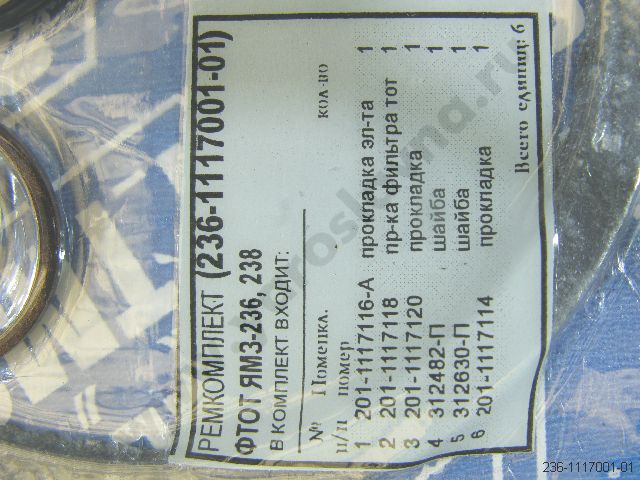 РЕМКОМПЛЕКТ (236-1117001-01)
ФТОТ ЯМЗ-236, 238
В КОМПЛЕКТ ВХОДИТ:
№ Номенкл. кол-во
п/п номер
1 201-1117116-А прокладка эл-та 1
2 201-1117118 пр-ка фильтра тот 1
3 201-1117120 прокладка 1
4 312482-П шайба 1
5 312630-П шайба 1
6 201-1117114 прокладка 1
Всего единиц: 6
236-1117001-01